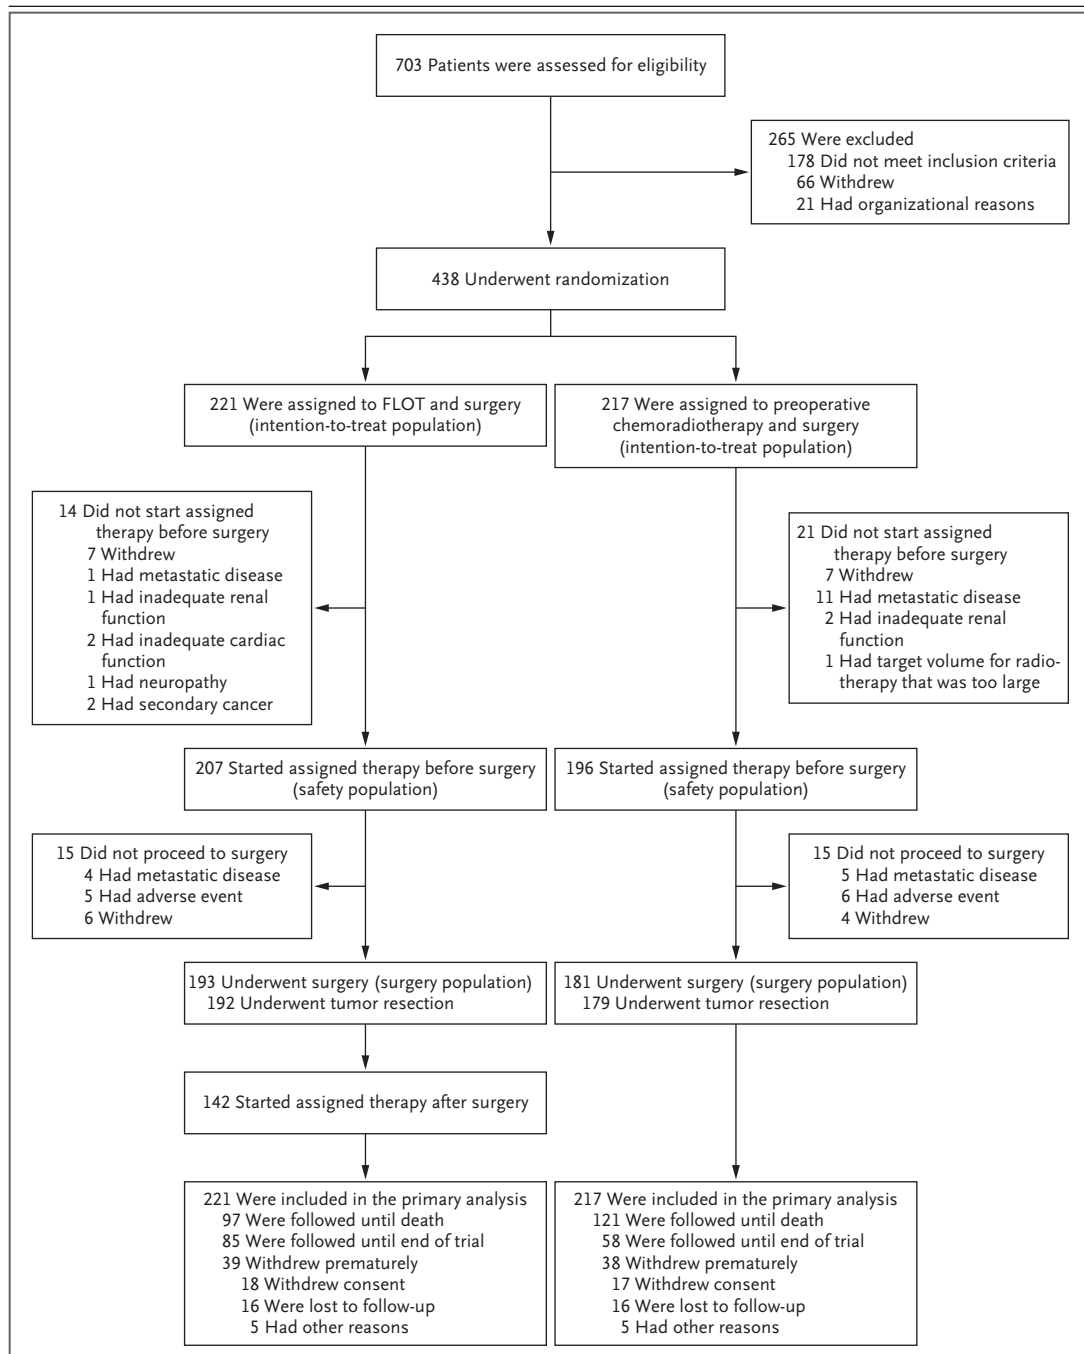 703 Patients were assessed for eligibility
265 Were excluded
178 Did not meet inclusion criteria
66 Withdrew
21 Had organizational reasons
438 Underwent randomization
221 Were assigned to FLOT and surgery
(intention-to-treat population)
217 Were assigned to preoperative
chemoradiotherapy and surgery
(intention-to-treat population)
14 Did not start assigned
therapy before surgery
7 Withdrew
1 Had metastatic disease
1 Had inadequate renal
function
2 Had inadequate cardiac
function
1 Had neuropathy
2 Had secondary cancer
21 Did not start assigned
therapy before surgery
7 Withdrew
11 Had metastatic disease
2 Had inadequate renal
function
1 Had target volume for radio-
therapy that was too large
207 Started assigned therapy before surgery
(safety population)
196 Started assigned therapy before surgery
(safety population)
15 Did not proceed to surgery
4 Had metastatic disease
5 Had adverse event
6 Withdrew
15 Did not proceed to surgery
5 Had metastatic disease
6 Had adverse event
4 Withdrew
193 Underwent surgery (surgery population)
192 Underwent tumor resection
181 Underwent surgery (surgery population)
179 Underwent tumor resection
142 Started assigned therapy after surgery
221 Were included in the primary analysis
97 Were followed until death
85 Were followed until end of trial
39 Withdrew prematurely
18 Withdrew consent
16 Were lost to follow-up
5 Had other reasons
217 Were included in the primary analysis
121 Were followed until death
58 Were followed until end of trial
38 Withdrew prematurely
17 Withdrew consent
16 Were lost to follow-up
5 Had other reasons